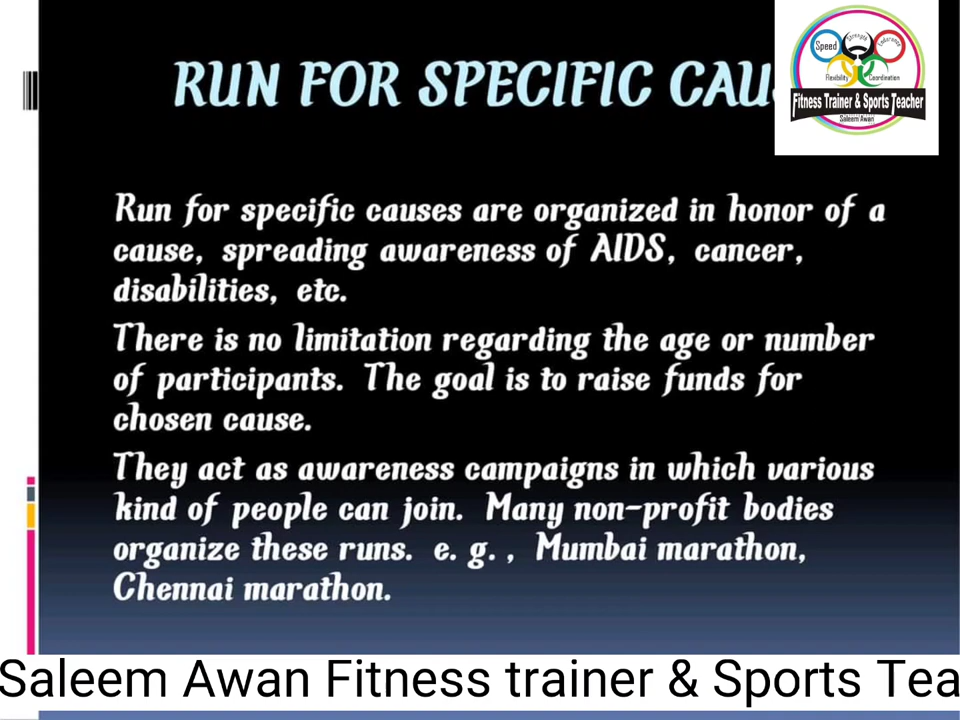 RUN FOR SPECIFIC CAU
Speed
Strength
Endurance
Flexibility
Coordination
Fitness Trainer & Sports Teacher
Saleem Awan
Run for specific causes are organized in honor of a
cause, spreading awareness of AIDS, cancer,
disabilities, etc.
There is no limitation regarding the age or number
of participants. The goal is to raise funds for
chosen cause.
They act as awareness campaigns in which various
kind of people can join. Many non-profit bodies
organize these runs. e. g. , Mumbai marathon,
Chennai marathon.
Saleem Awan Fitness trainer & Sports Tea